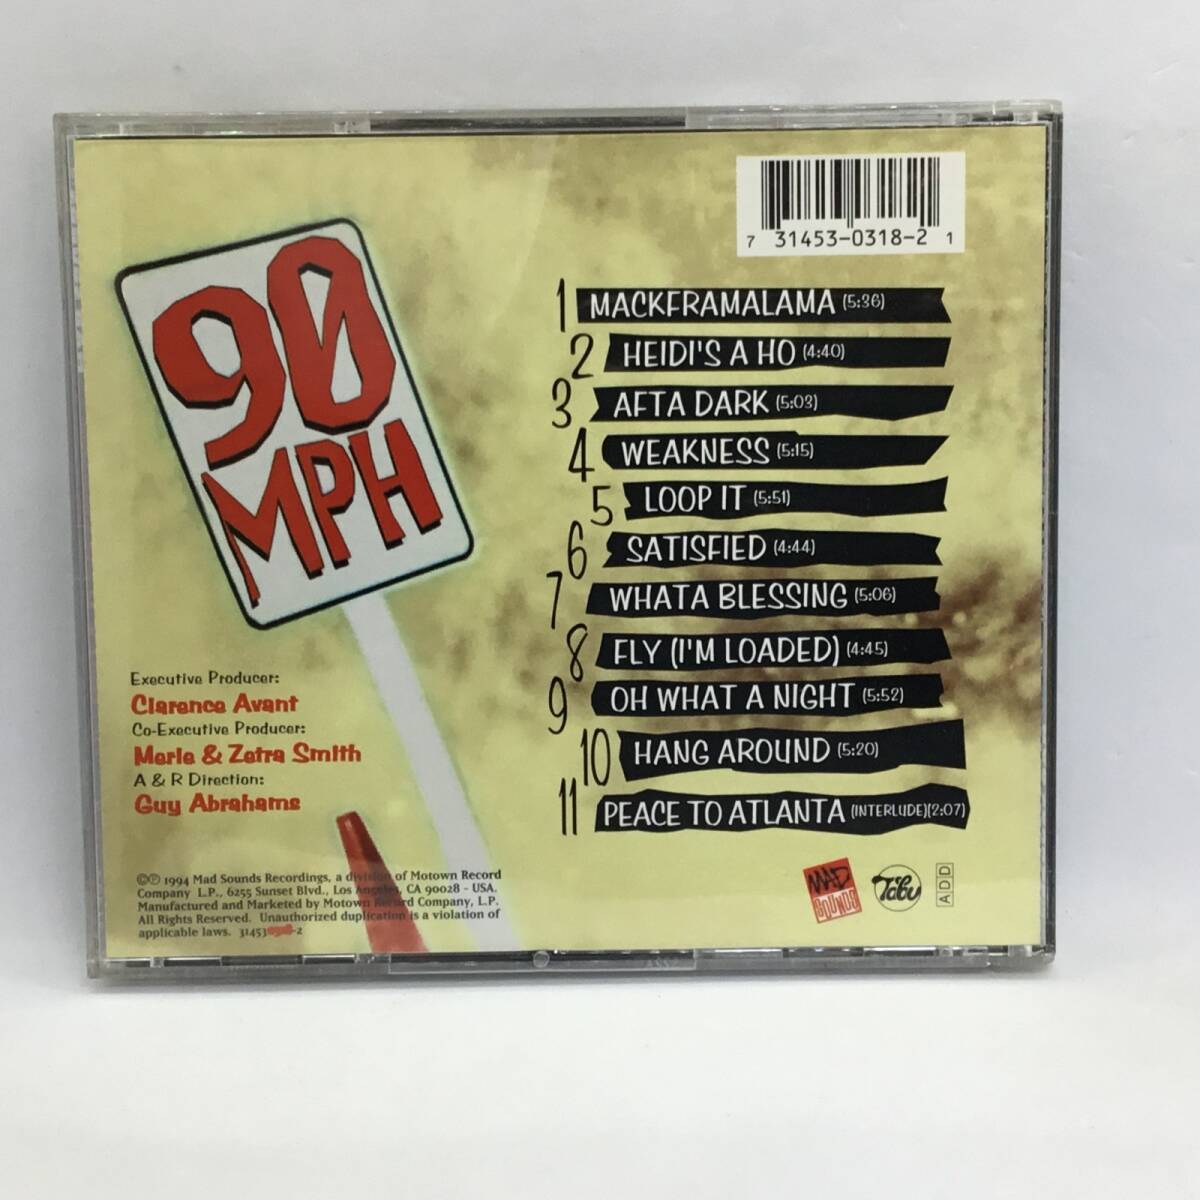 90
MPH
7 31453-0318-2 1
1 MACKFRAMALAMA (5:36)
2 HEIDI'S A HO (4:40)
3 AFTA DARK (5:03)
4 WEAKNESS (5:15)
5 LOOP IT (5:51)
6 SATISFIED (4:44)
7 WHATA BLESSING (5:06)
8 FLY (I'M LOADED) (4:45)
9 OH WHAT A NIGHT (5:52)
10 HANG AROUND (5:20)
11 PEACE TO ATLANTA (INTERLUDE)(2:07)
Executive Producer:
Clarence Avant
Co-Executive Producer:
Merle & Zetra Smith
A & R Direction:
Guy Abrahams
©℗ 1994 Mad Sounds Recordings, a division of Motown Record
Company L.P., 6255 Sunset Blvd., Los Angeles, CA 90028 - USA.
Manufactured and Marketed by Motown Record Company, L.P.
All Rights Reserved. Unauthorized duplication is a violation of
applicable laws. 31453 -2
MAD
SOUNDS
Tabu
ADD